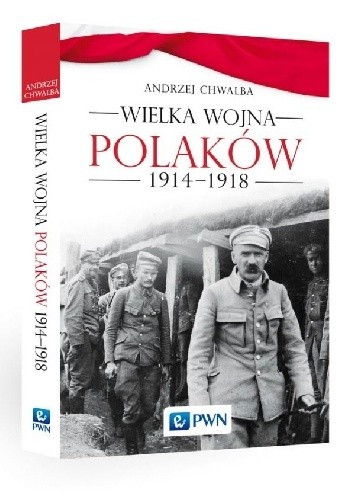 ANDRZEJ
CHWALBA
WIELKA WOJNA POLAKÓW 1914–1918
PWN
ANDRZEJ CHWALBA
WIELKA WOJNA
POLAKÓW
1914–1918
PWN